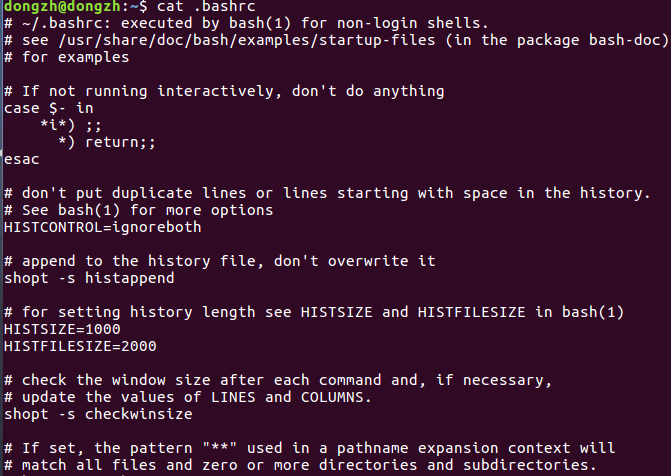 dongzh@dongzh:~$ cat .bashrc
# ~/.bashrc: executed by bash(1) for non-login shells.
# see /usr/share/doc/bash/examples/startup-files (in the package bash-doc)
# for examples

# If not running interactively, don't do anything
case $- in
    *i*) ;;
      *) return;;
esac

# don't put duplicate lines or lines starting with space in the history.
# See bash(1) for more options
HISTCONTROL=ignoreboth

# append to the history file, don't overwrite it
shopt -s histappend

# for setting history length see HISTSIZE and HISTFILESIZE in bash(1)
HISTSIZE=1000
HISTFILESIZE=2000

# check the window size after each command and, if necessary,
# update the values of LINES and COLUMNS.
shopt -s checkwinsize

# If set, the pattern "**" used in a pathname expansion context will
# match all files and zero or more directories and subdirectories.